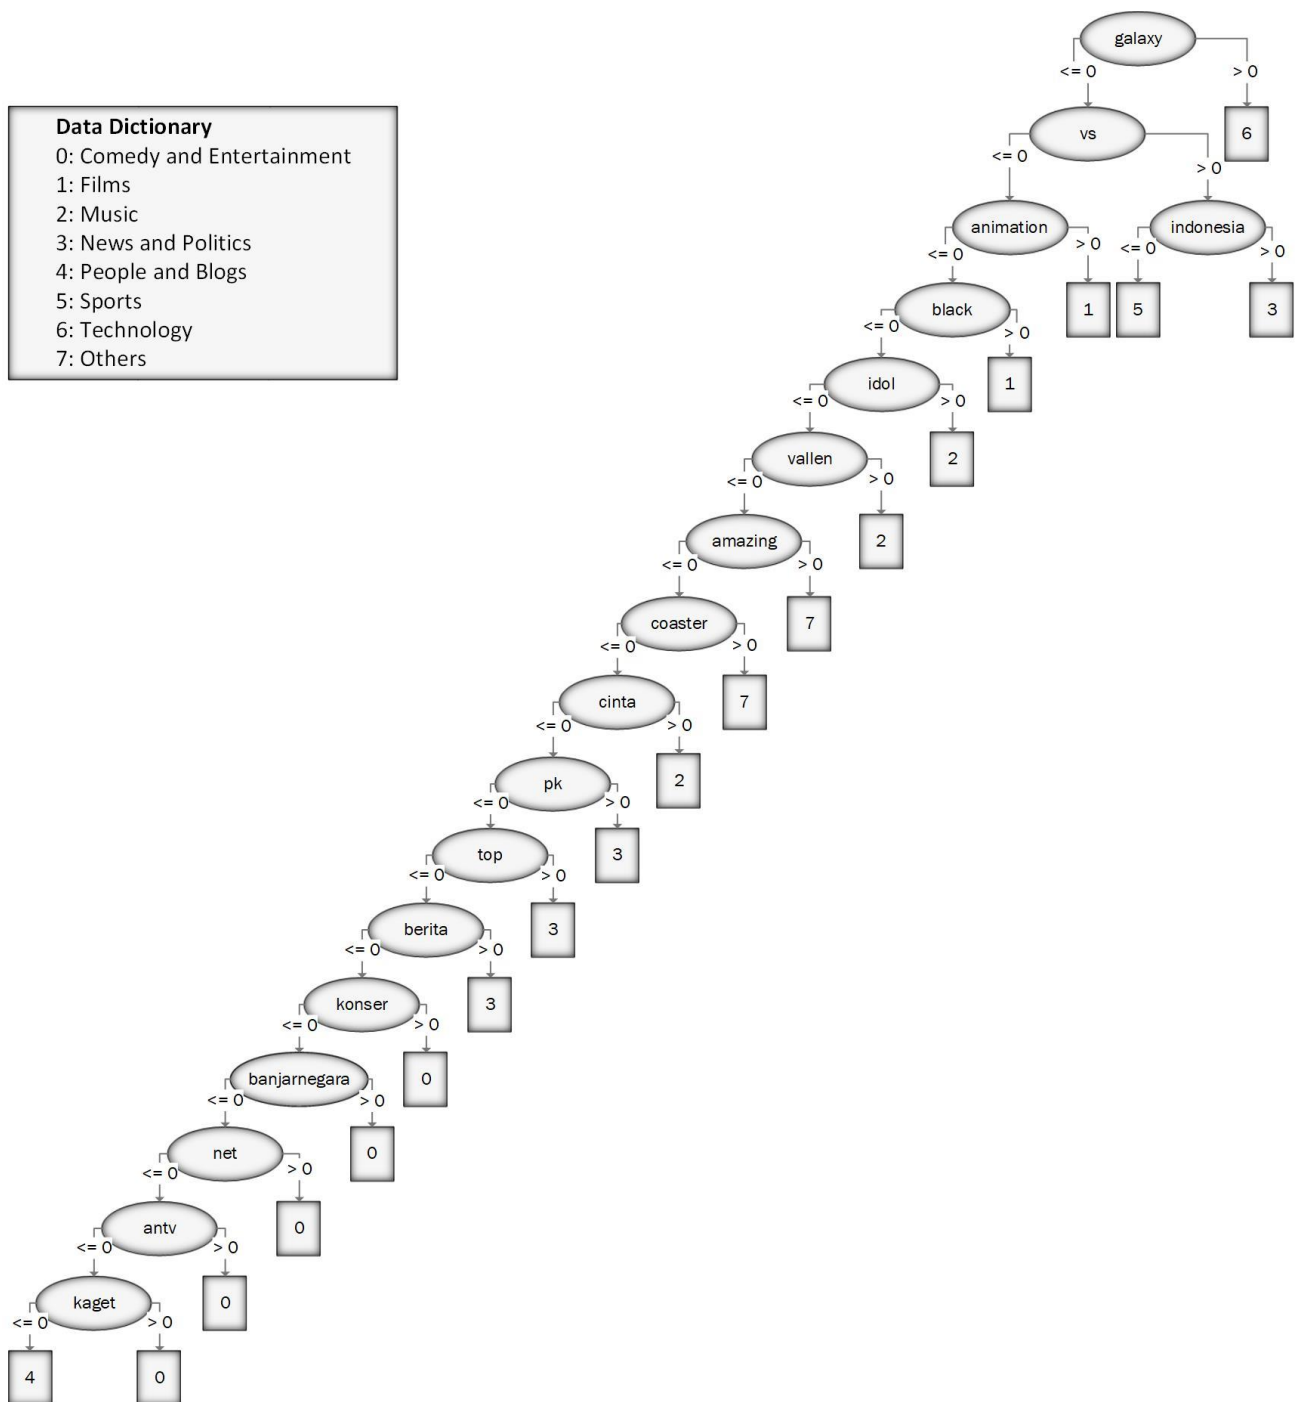 Data Dictionary
0: Comedy and Entertainment
1: Films
2: Music
3: News and Politics
4: People and Blogs
5: Sports
6: Technology
7: Others
galaxy
<= 0 > 0
vs 6
<= 0 > 0
animation indonesia
<= 0 > 0 <= 0 > 0
black 1 5 3
<= 0 > 0
idol 1
<= 0 > 0
vallen 2
<= 0 > 0
amazing 2
<= 0 > 0
coaster 7
<= 0 > 0
cinta 7
<= 0 > 0
pk 2
<= 0 > 0
top 3
<= 0 > 0
berita 3
<= 0 > 0
konser 3
<= 0 > 0
banjarnegara 0
<= 0 > 0
net 0
<= 0 > 0
antv 0
<= 0 > 0
kaget 0
<= 0 > 0
4 0